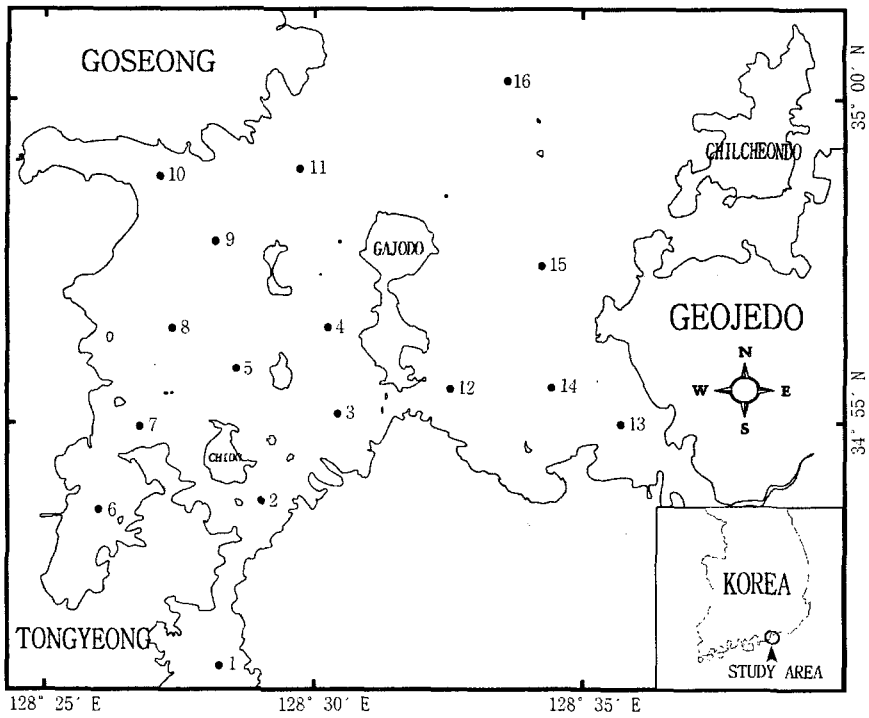 GOSEONG
16
35° 00′ N
CHILCHEONDO
10
11
9
GAJODO
15
8
4
GEOJEDO
5
N
W
E
S
12
14
3
7
13
34° 55′ N
CHIDO
6
2
KOREA
TONGYEONG
1
STUDY AREA
128° 25′ E
128° 30′ E
128° 35′ E